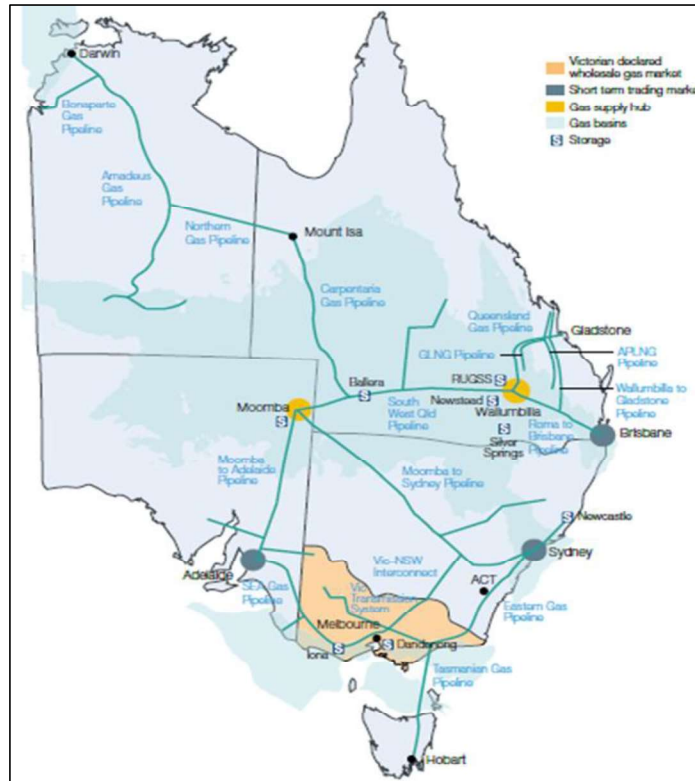 Darwin
Victorian declared
wholesale gas market
Short term trading market
Gas supply hub
Gas basins
S Storage
Bonaparte
Gas
Pipeline
Amadeus
Gas
Pipeline
Northern Gas Pipeline
Mount Isa
Carpentaria
Gas Pipeline
Queensland
Gas Pipeline
Gladstone
GLNG Pipeline
APLNG
Pipeline
RUQSS S
Ballera
S
Moomba
S
South
West Qld
Pipeline
Newstead S
Wallumbilla
S
Silver
Springs
Wallumbilla
to Gladstone
Pipeline
Roma to
Brisbane
Pipeline
Brisbane
Moomba
to Adelaide
Pipeline
Moomba to
Sydney Pipeline
S Newcastle
Sydney
Adelaide
SEA Gas
Pipeline
Vic–NSW
Interconnect
ACT
Vic
Transmission
System
Eastern Gas
Pipeline
Melbourne
S Dandenong
Iona S
Tasmanian Gas
Pipeline
Hobart